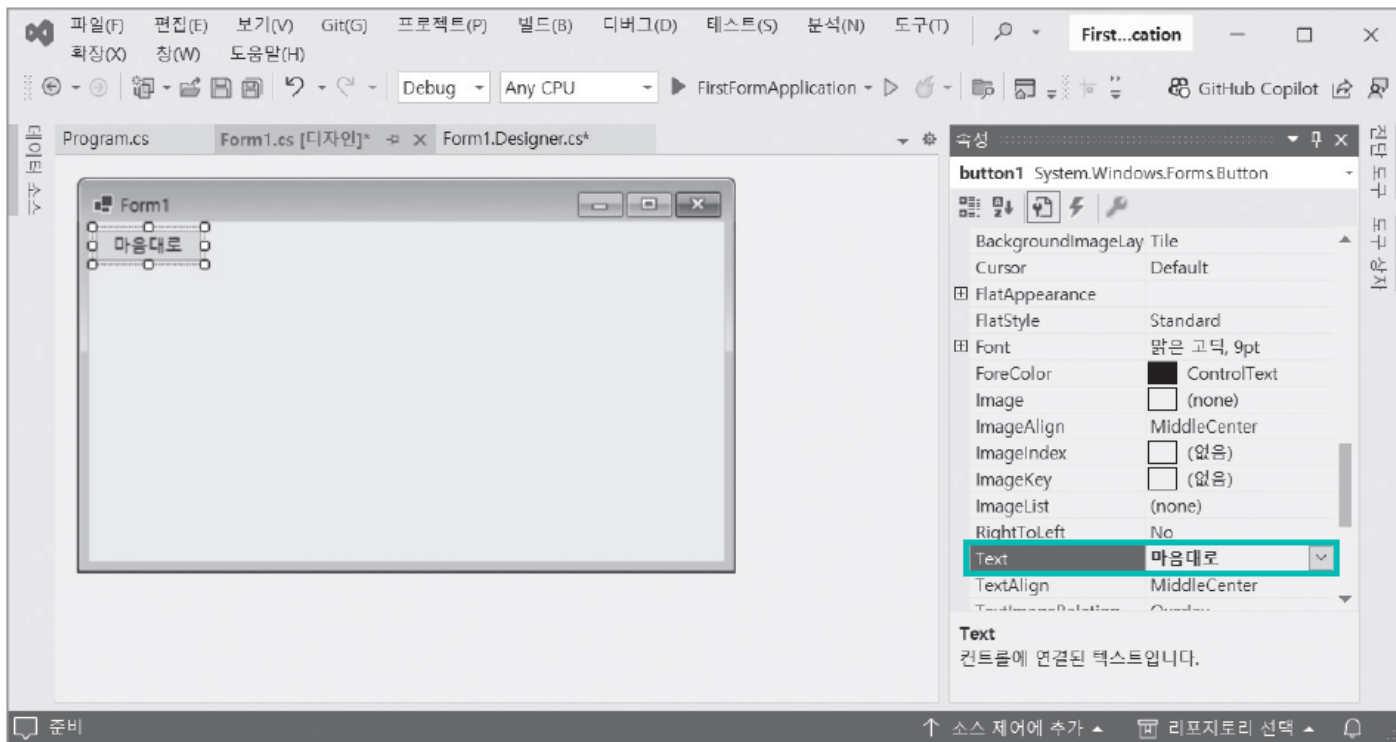 파일(F) 편집(E) 보기(V) Git(G) 프로젝트(P) 빌드(B) 디버그(D) 테스트(S) 분석(N) 도구(T) First...cation
확장(X) 창(W) 도움말(H)
Debug Any CPU FirstFormApplication GitHub Copilot
데이터 소스
Program.cs Form1.cs [디자인]* Form1.Designer.cs*
Form1
마음대로
속성
button1 System.Windows.Forms.Button
BackgroundImageLay Tile
Cursor Default
FlatAppearance
FlatStyle Standard
Font 맑은 고딕, 9pt
ForeColor ControlText
Image (none)
ImageAlign MiddleCenter
ImageIndex (없음)
ImageKey (없음)
ImageList (none)
RightToLeft No
Text 마음대로
TextAlign MiddleCenter
TextImageRelation Overlay
Text
컨트롤에 연결된 텍스트입니다.
진단 도구
도구 상자
준비 소스 제어에 추가 리포지토리 선택